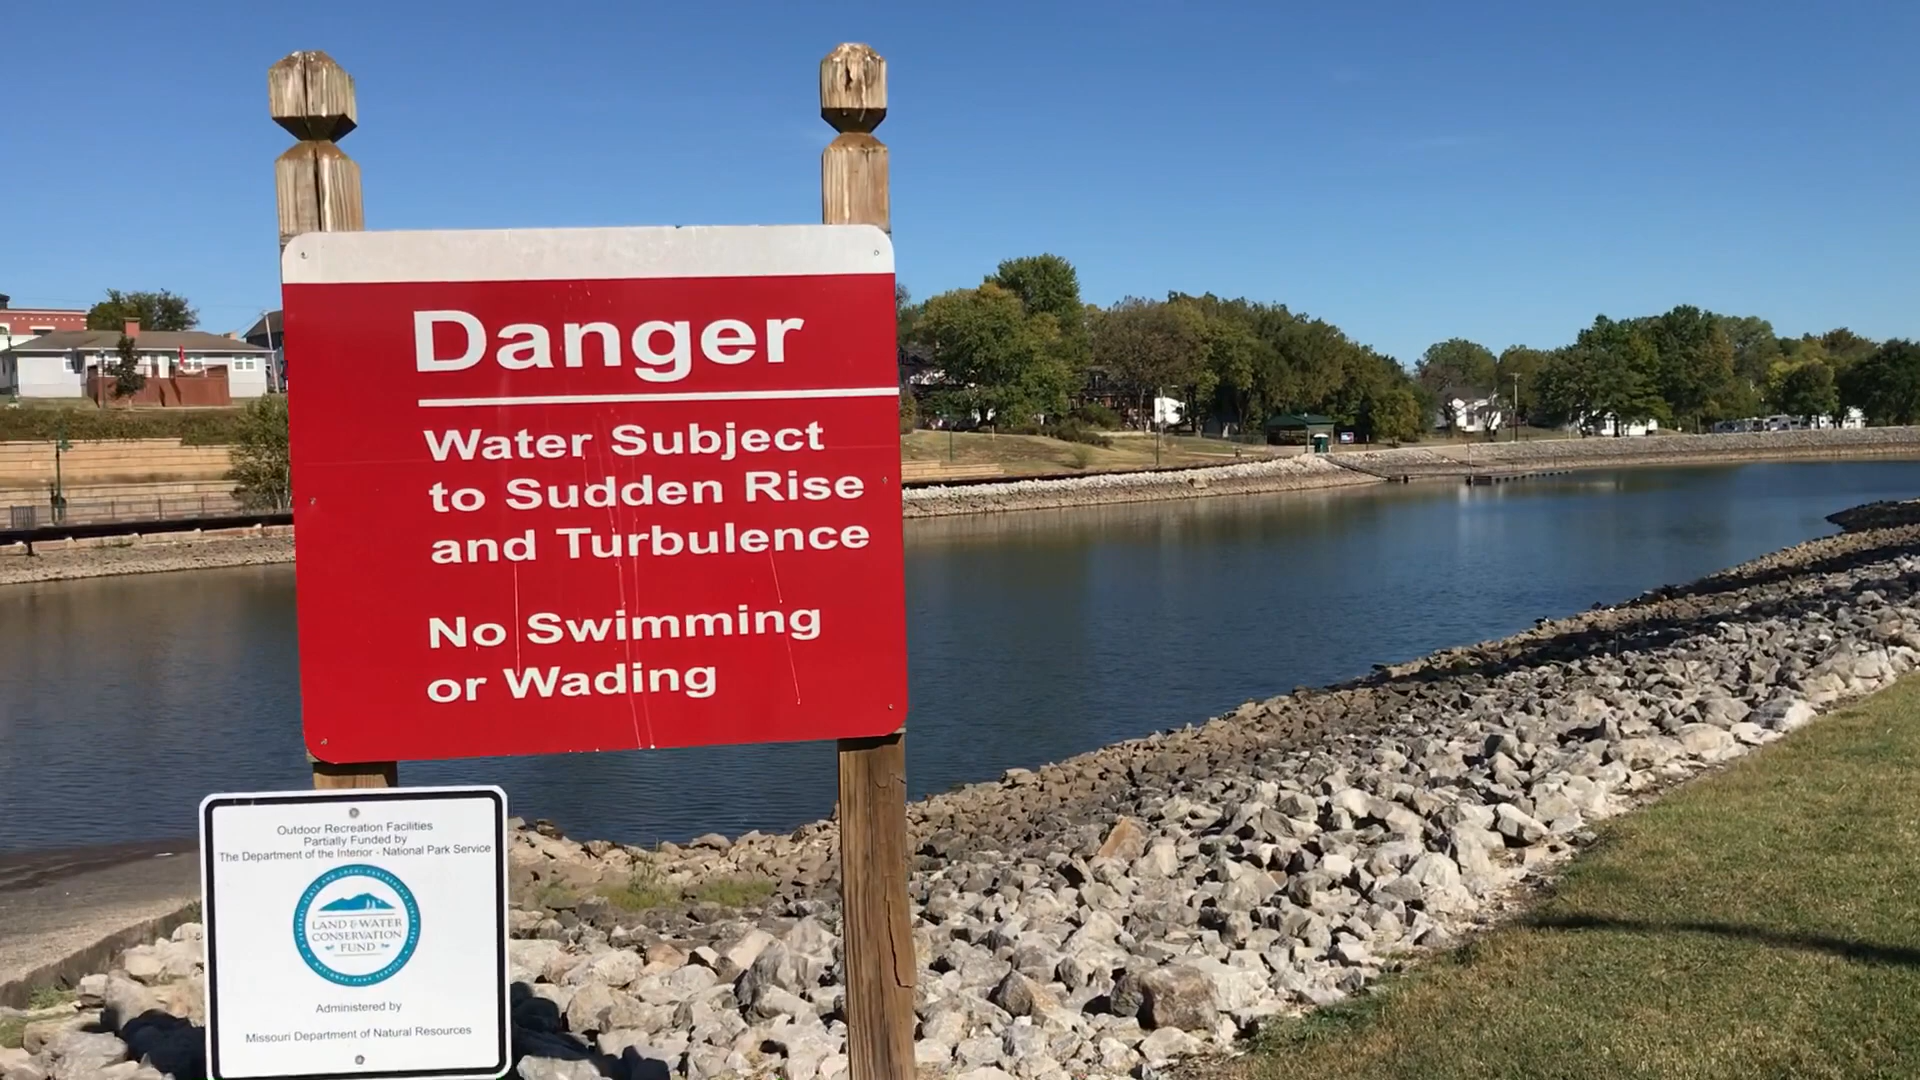 Danger
Water Subject
to Sudden Rise
and Turbulence
No Swimming
or Wading
Outdoor Recreation Facilities
Partially Funded by
The Department of the Interior - National Park Service
LAND & WATER
CONSERVATION
FUND
Administered by
Missouri Department of Natural Resources